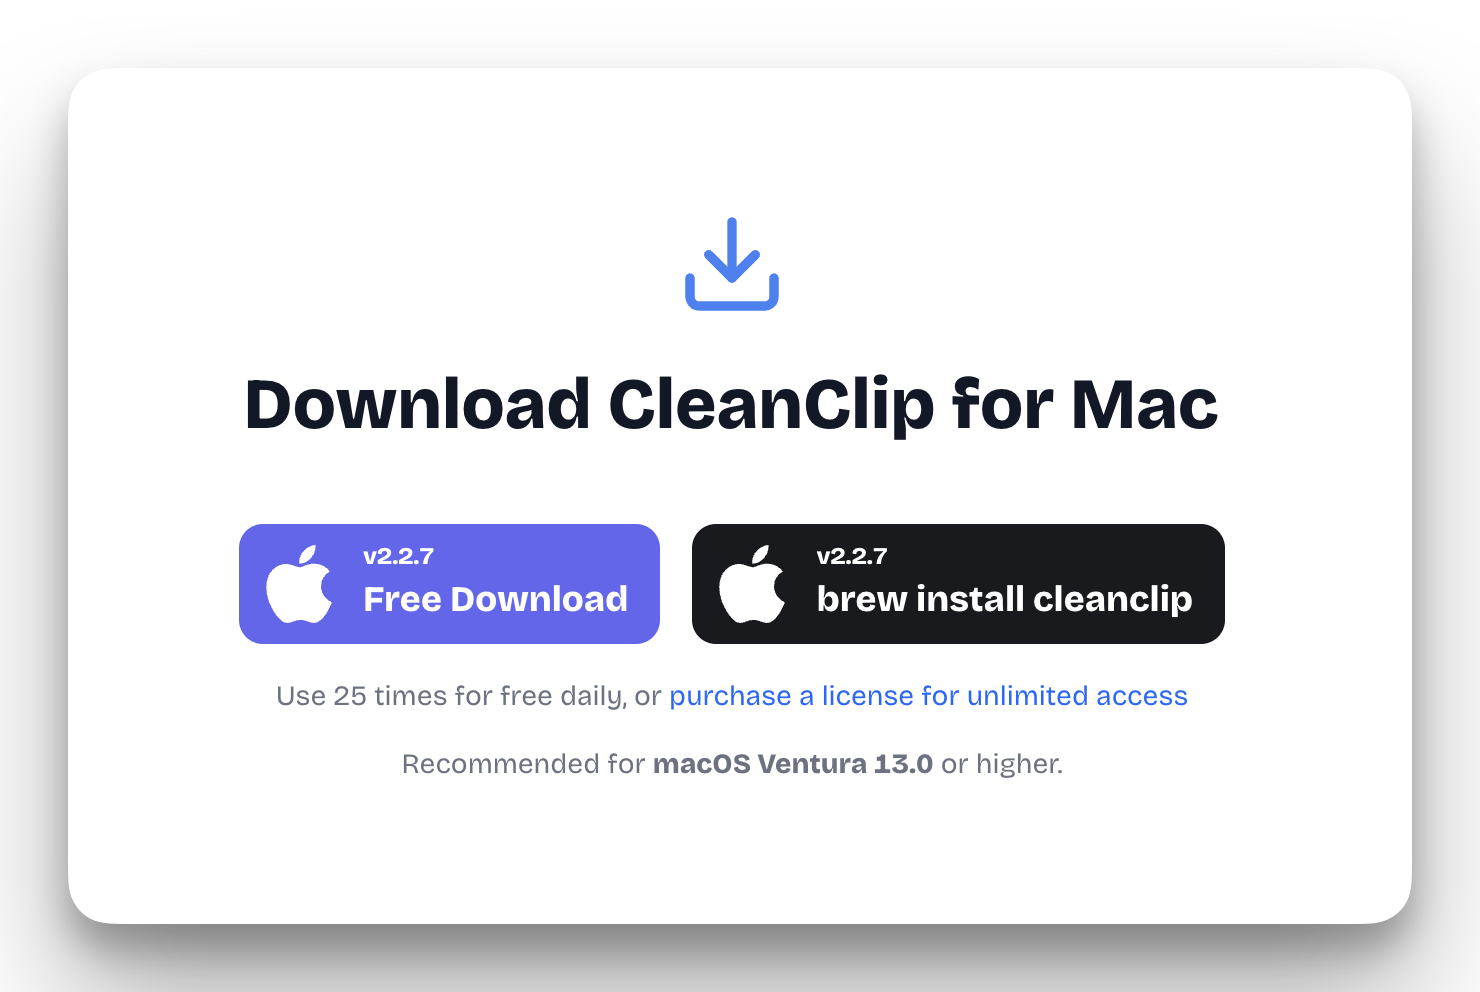 Download CleanClip for Mac
v2.2.7
Free Download
v2.2.7
brew install cleanclip
Use 25 times for free daily, or purchase a license for unlimited access
Recommended for macOS Ventura 13.0 or higher.